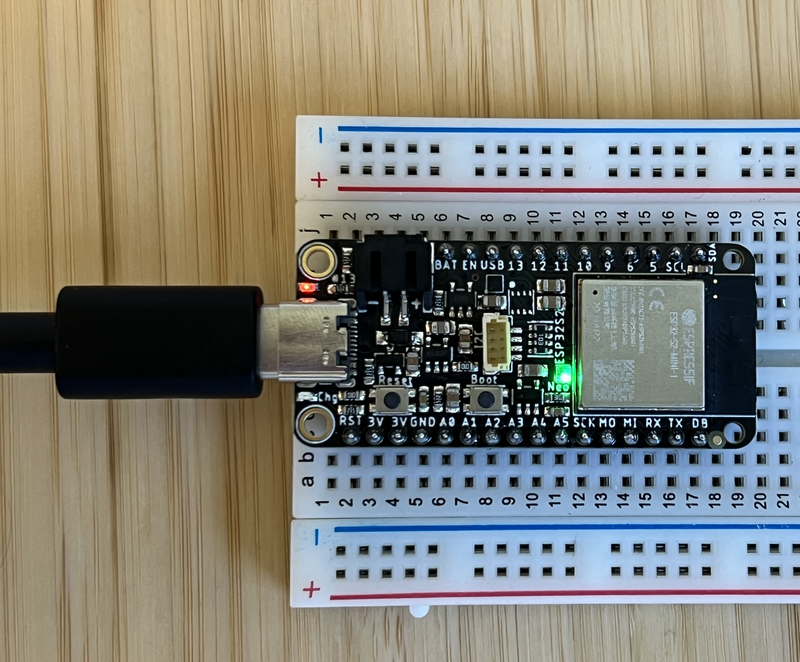 − +
1 2 3 4 5 6 7 8 9 10 11 12 13 14 15 16 17 18 19 20 21
j
BAT EN USB 13 12 11 10 9 6 5 SCL SDA
− +
ESP32S2
ESPRESSIF
ESP32-S2-MINI-1
CE
Reset Boot
Chg
RST 3V 3V GND A0 A1 A2 A3 A4 A5 SCK MO MI RX TX DB
b
a
1 2 3 4 5 6 7 8 9 10 11 12 13 14 15 16 17 18 19 20 21
− +